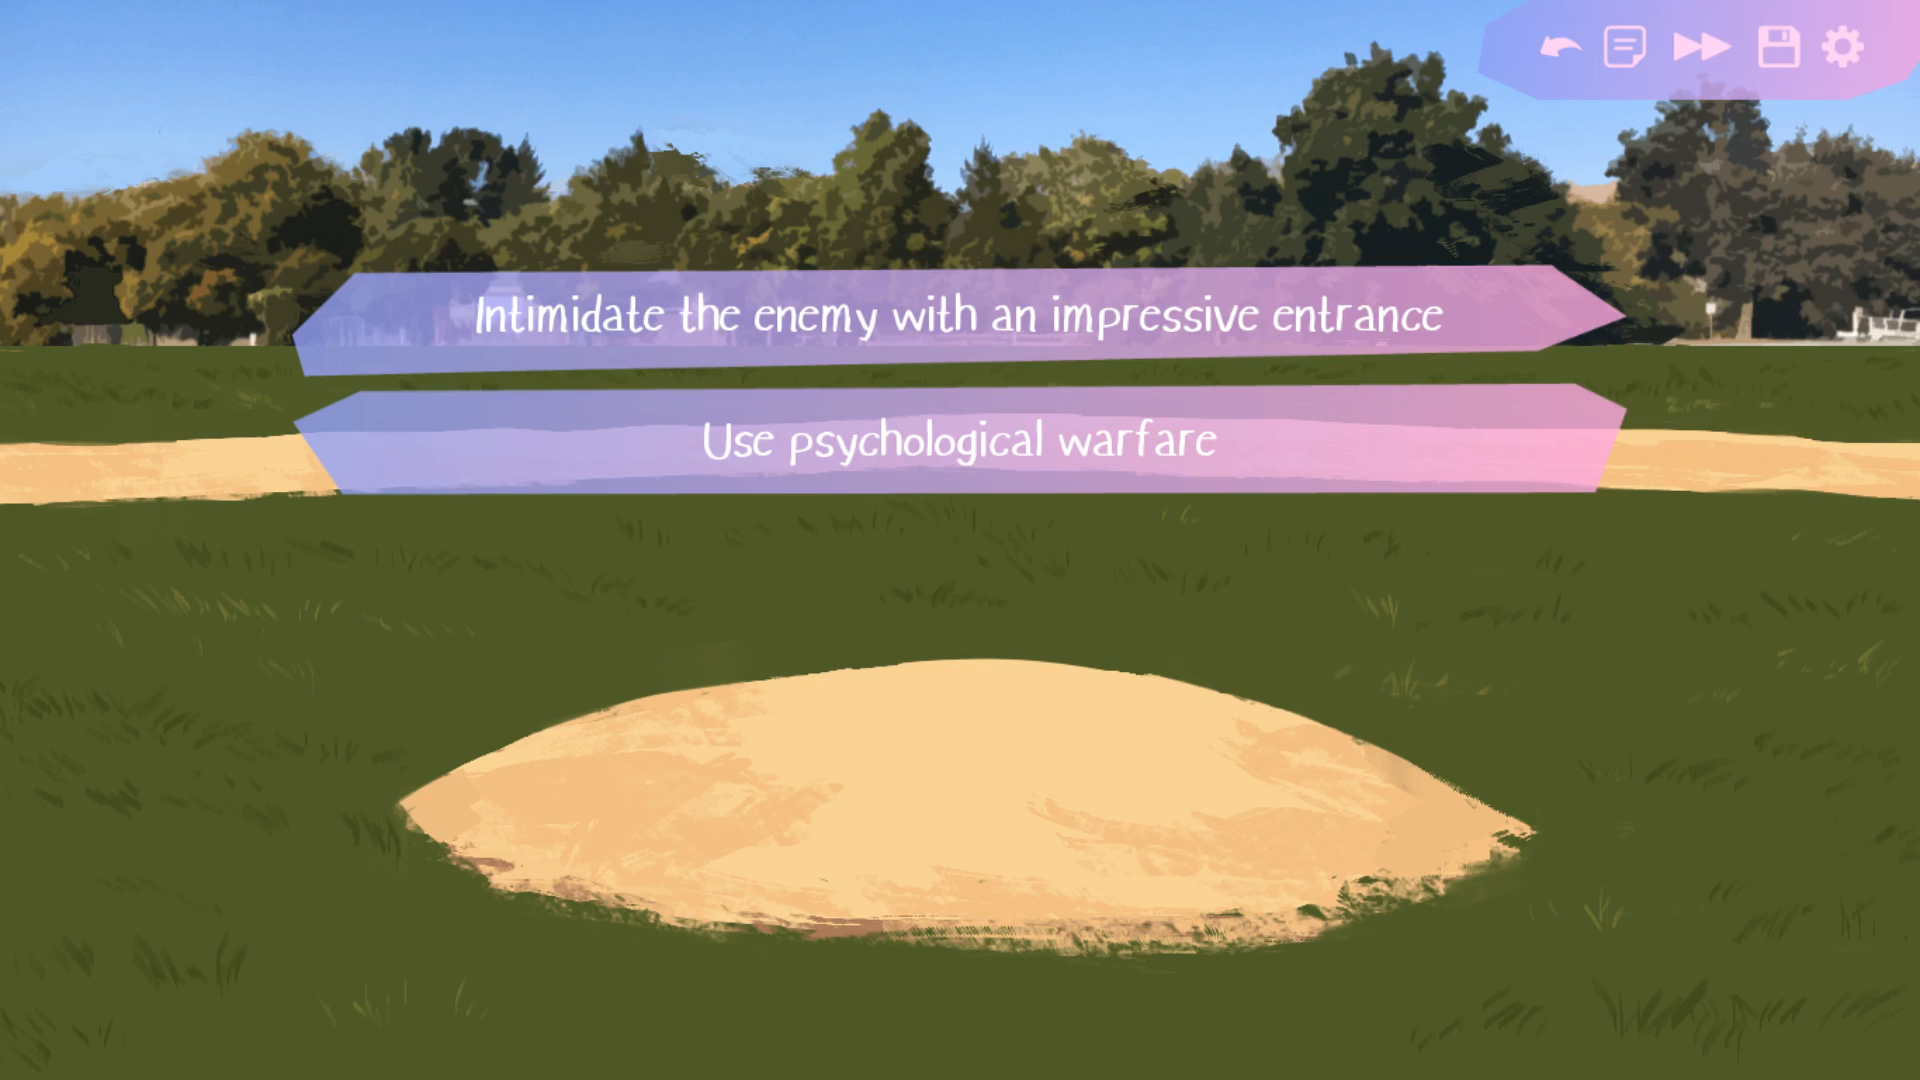 Intimidate the enemy with an impressive entrance
Use psychological warfare